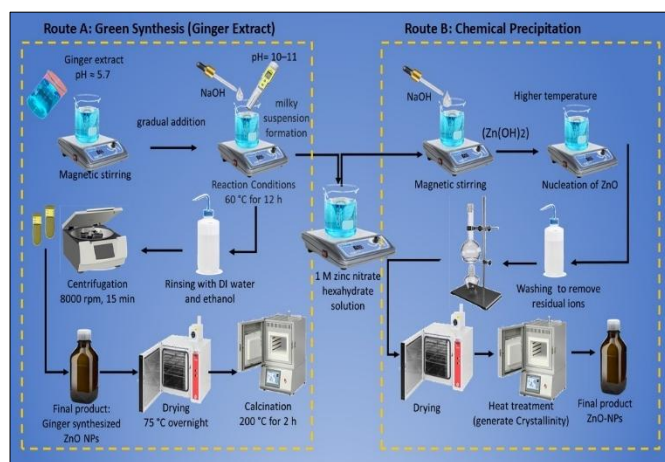 Route A: Green Synthesis (Ginger Extract)
Ginger extract
pH ≈ 5.7
gradual addition
Magnetic stirring
NaOH
pH= 10–11
milky
suspension
formation
Reaction Conditions
60 °C for 12 h
Rinsing with DI water
and ethanol
Centrifugation
8000 rpm, 15 min
Final product:
Ginger synthesized
ZnO NPs
Drying
75 °C overnight
Calcination
200 °C for 2 h
1 M zinc nitrate
hexahydrate
solution
Route B: Chemical Precipitation
NaOH
Magnetic stirring
(Zn(OH)2)
Higher temperature
Nucleation of ZnO
Washing to remove
residual ions
Drying
Heat treatment
(generate Crystallinity)
Final product
ZnO-NPs